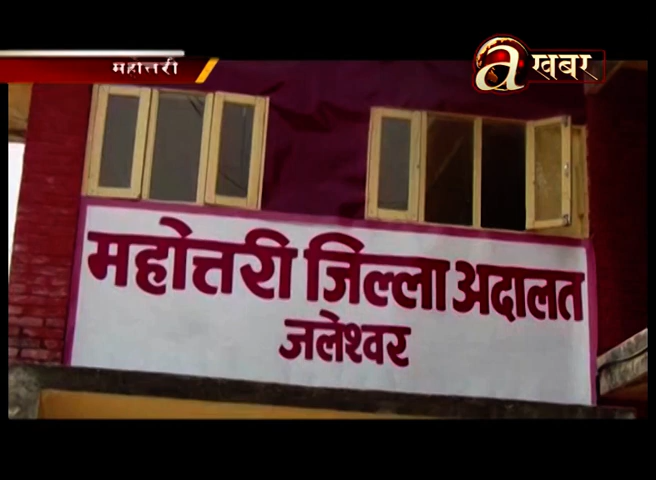 महोत्तरी
a खबर
महोत्तरी जिल्ला अदालत
जलेश्वर